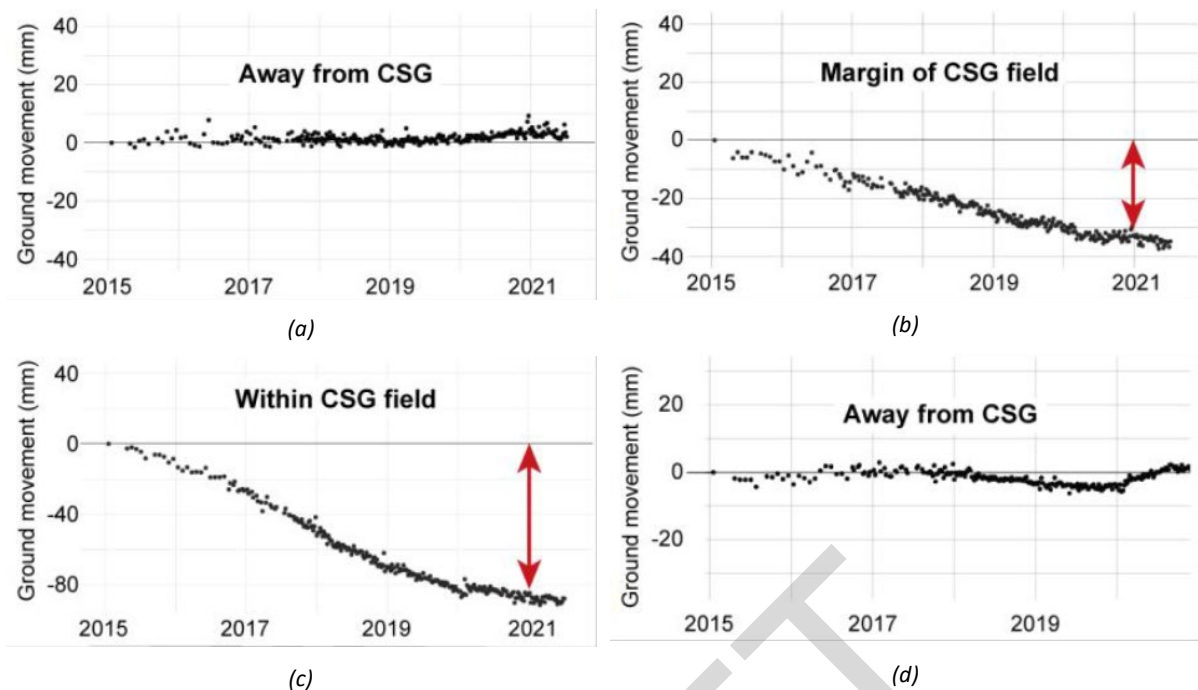 Ground movement (mm)
40
20
0
-20
-40
Away from CSG
2015 2017 2019 2021
(a)
Ground movement (mm)
40
20
0
-20
-40
Margin of CSG field
2015 2017 2019 2021
(b)
Ground movement (mm)
40
0
-40
-80
Within CSG field
2015 2017 2019 2021
(c)
Ground movement (mm)
20
0
-20
Away from CSG
2015 2017 2019
(d)